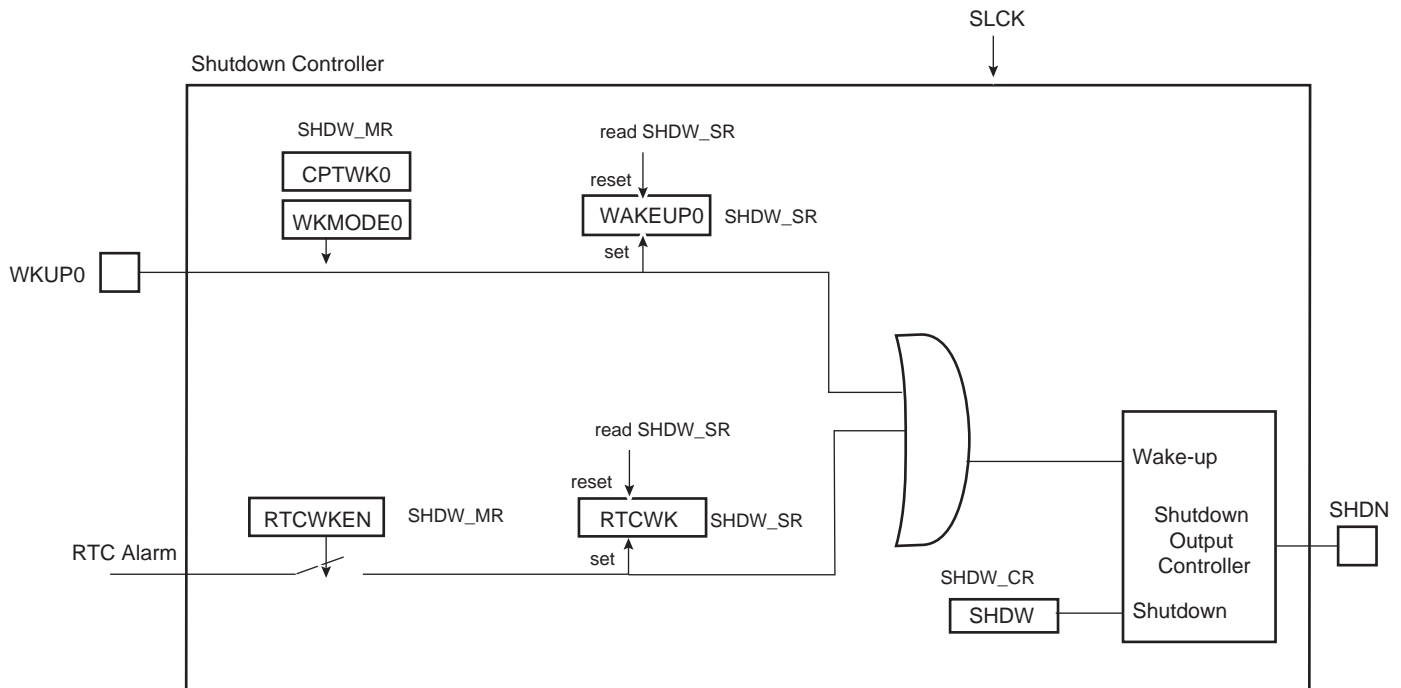 SLCK
Shutdown Controller
SHDW_MR
read SHDW_SR
CPTWK0
reset
WKMODE0
WAKEUP0
SHDW_SR
set
WKUP0
read SHDW_SR
Wake-up
reset
RTCWKEN
SHDW_MR
RTCWK
SHDW_SR
Shutdown
Output
Controller
SHDN
RTC Alarm
set
SHDW_CR
SHDW
Shutdown